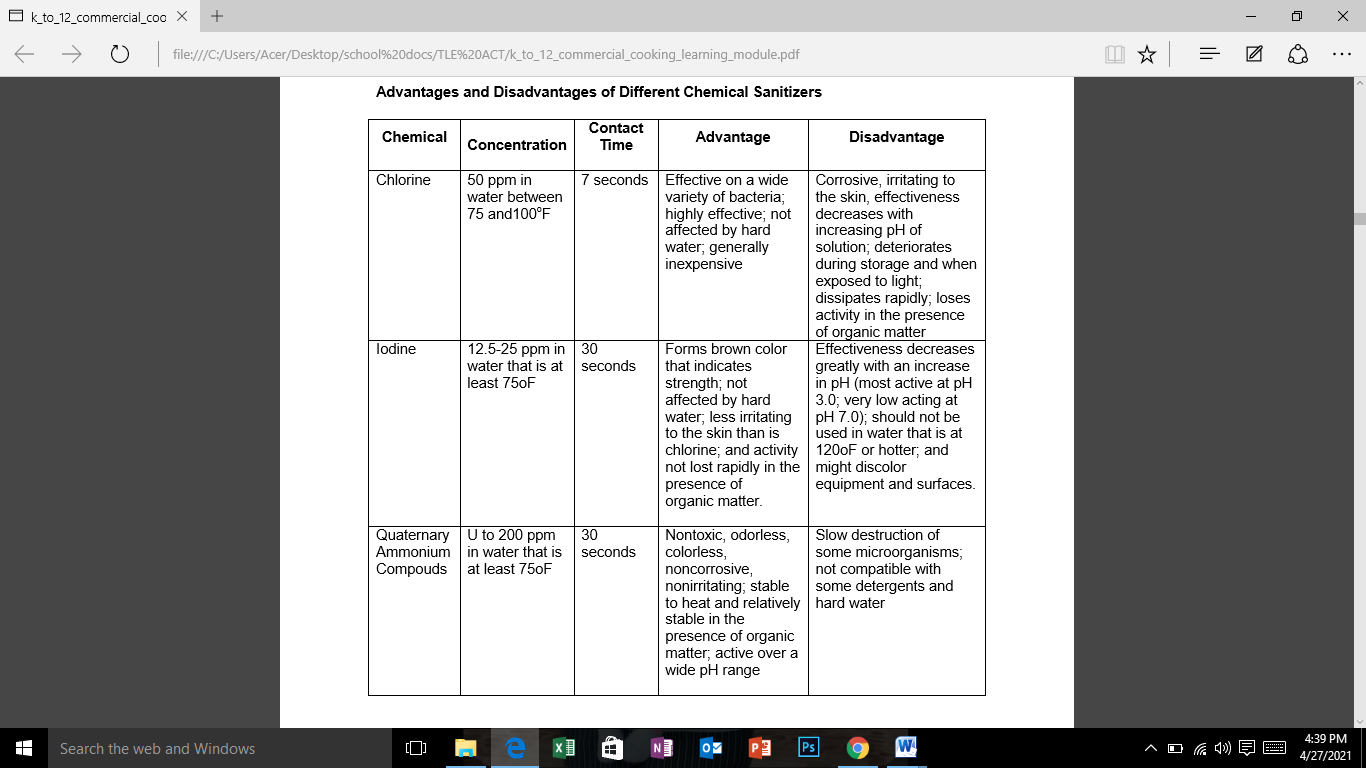 k_to_12_commercial_coo
file:///C:/Users/Acer/Desktop/school%20docs/TLE%20ACT/k_to_12_commercial_cooking_learning_module.pdf
Advantages and Disadvantages of Different Chemical Sanitizers
Chemical
Concentration
Contact
Time
Advantage
Disadvantage
Chlorine
50 ppm in
water between
75 and100°F
7 seconds
Effective on a wide
variety of bacteria;
highly effective; not
affected by hard
water; generally
inexpensive
Corrosive, irritating to
the skin, effectiveness
decreases with
increasing pH of
solution; deteriorates
during storage and when
exposed to light;
dissipates rapidly; loses
activity in the presence
of organic matter
Iodine
12.5-25 ppm in
water that is at
least 75oF
30
seconds
Forms brown color
that indicates
strength; not
affected by hard
water; less irritating
to the skin than is
chlorine; and activity
not lost rapidly in the
presence of
organic matter.
Effectiveness decreases
greatly with an increase
in pH (most active at pH
3.0; very low acting at
pH 7.0); should not be
used in water that is at
120oF or hotter; and
might discolor
equipment and surfaces.
Quaternary
Ammonium
Compouds
U to 200 ppm
in water that is
at least 75oF
30
seconds
Nontoxic, odorless,
colorless,
noncorrosive,
nonirritating; stable
to heat and relatively
stable in the
presence of organic
matter; active over a
wide pH range
Slow destruction of
some microorganisms;
not compatible with
some detergents and
hard water
Search the web and Windows
4:39 PM
4/27/2021